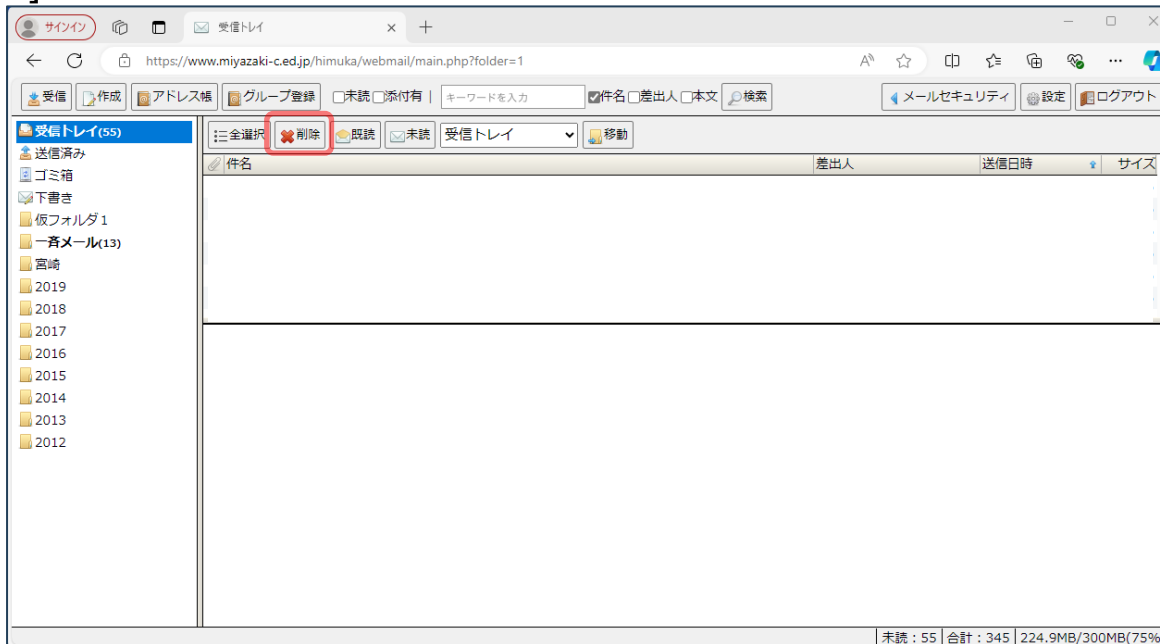 サインイン 受信トレイ
https://www.miyazaki-c.ed.jp/himuka/webmail/main.php?folder=1
受信 作成 アドレス帳 グループ登録 未読 添付有 | キーワードを入力 件名 差出人 本文 検索 メールセキュリティ 設定 ログアウト
受信トレイ(55) 全選択 削除 既読 未読 受信トレイ 移動
送信済み 件名 差出人 送信日時 サイズ
ゴミ箱
下書き
仮フォルダ1
一斉メール(13)
宮崎
2019
2018
2017
2016
2015
2014
2013
2012
未読:55 合計:345 224.9MB/300MB(75%